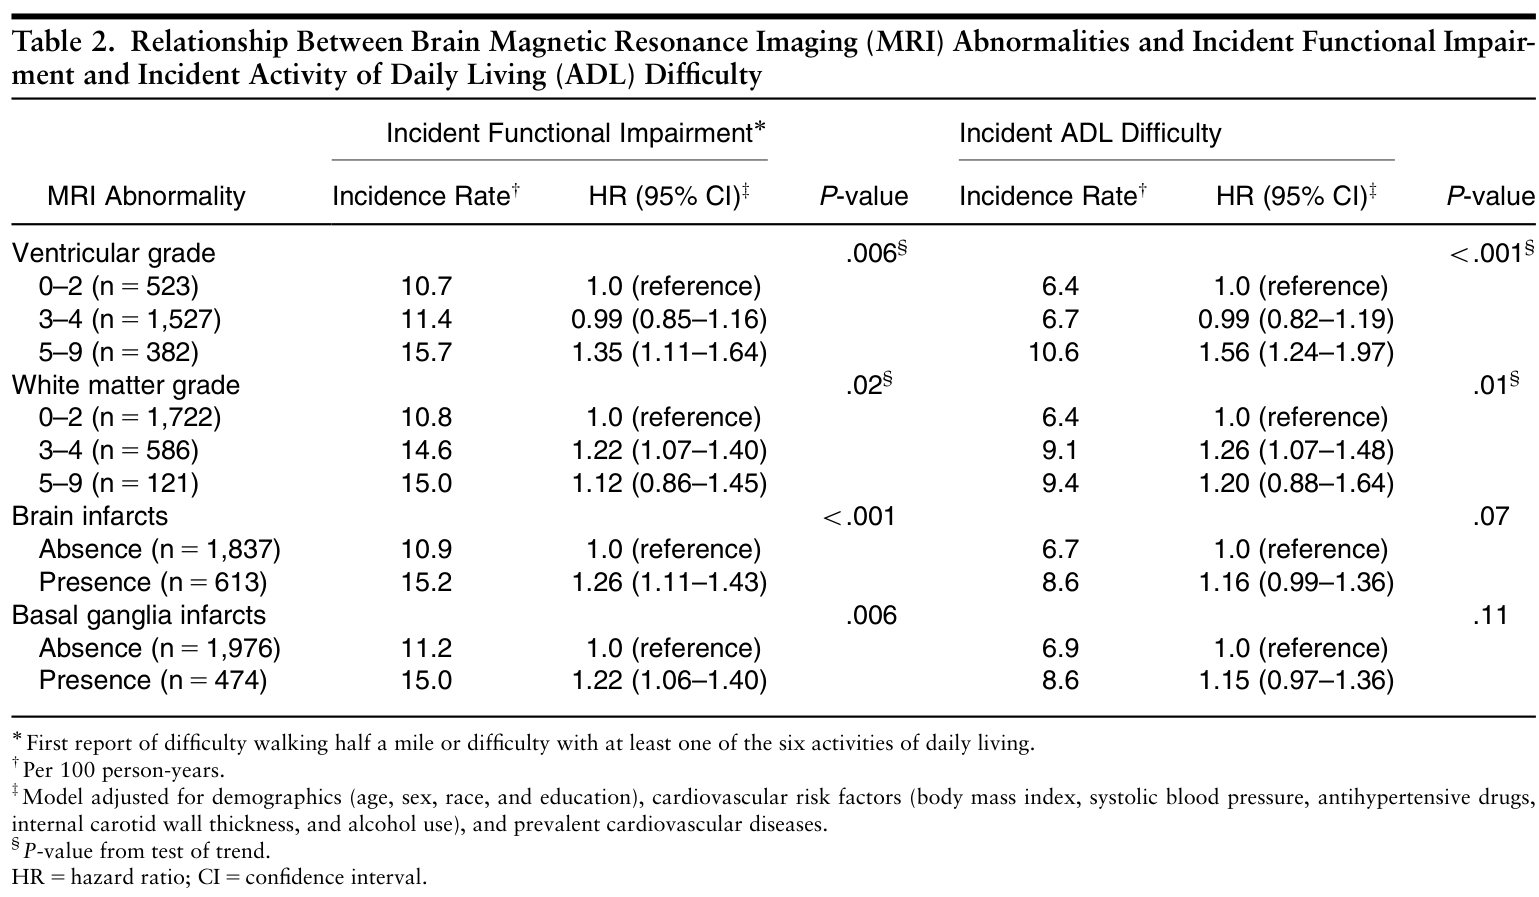 Table 2. Relationship Between Brain Magnetic Resonance Imaging (MRI) Abnormalities and Incident Functional Impair-
ment and Incident Activity of Daily Living (ADL) Difficulty
Incident Functional Impairment* Incident ADL Difficulty
MRI Abnormality Incidence Rate† HR (95% CI)‡ P-value Incidence Rate† HR (95% CI)‡ P-value
Ventricular grade .006§ <.001§
0–2 (n = 523) 10.7 1.0 (reference) 6.4 1.0 (reference)
3–4 (n = 1,527) 11.4 0.99 (0.85–1.16) 6.7 0.99 (0.82–1.19)
5–9 (n = 382) 15.7 1.35 (1.11–1.64) 10.6 1.56 (1.24–1.97)
White matter grade .02§ .01§
0–2 (n = 1,722) 10.8 1.0 (reference) 6.4 1.0 (reference)
3–4 (n = 586) 14.6 1.22 (1.07–1.40) 9.1 1.26 (1.07–1.48)
5–9 (n = 121) 15.0 1.12 (0.86–1.45) 9.4 1.20 (0.88–1.64)
Brain infarcts <.001 .07
Absence (n = 1,837) 10.9 1.0 (reference) 6.7 1.0 (reference)
Presence (n = 613) 15.2 1.26 (1.11–1.43) 8.6 1.16 (0.99–1.36)
Basal ganglia infarcts .006 .11
Absence (n = 1,976) 11.2 1.0 (reference) 6.9 1.0 (reference)
Presence (n = 474) 15.0 1.22 (1.06–1.40) 8.6 1.15 (0.97–1.36)
* First report of difficulty walking half a mile or difficulty with at least one of the six activities of daily living.
† Per 100 person-years.
‡ Model adjusted for demographics (age, sex, race, and education), cardiovascular risk factors (body mass index, systolic blood pressure, antihypertensive drugs,
internal carotid wall thickness, and alcohol use), and prevalent cardiovascular diseases.
§ P-value from test of trend.
HR = hazard ratio; CI = confidence interval.